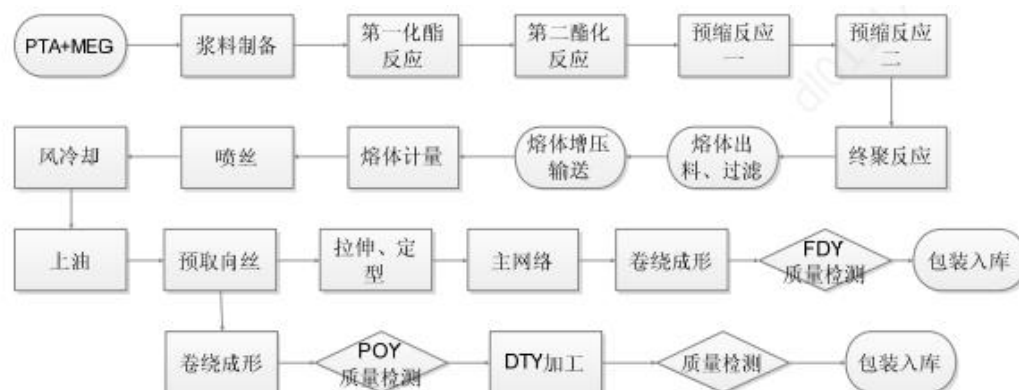 PTA+MEG
浆料制备
第一化酯
反应
第二酯化
反应
预缩反应
一
预缩反应
二
风冷却
喷丝
熔体计量
熔体增压
输送
熔体出
料、过滤
终聚反应
上油
预取向丝
拉伸、定
型
主网络
卷绕成形
FDY
质量检测
包装入库
卷绕成形
POY
质量检测
DTY加工
质量检测
包装入库